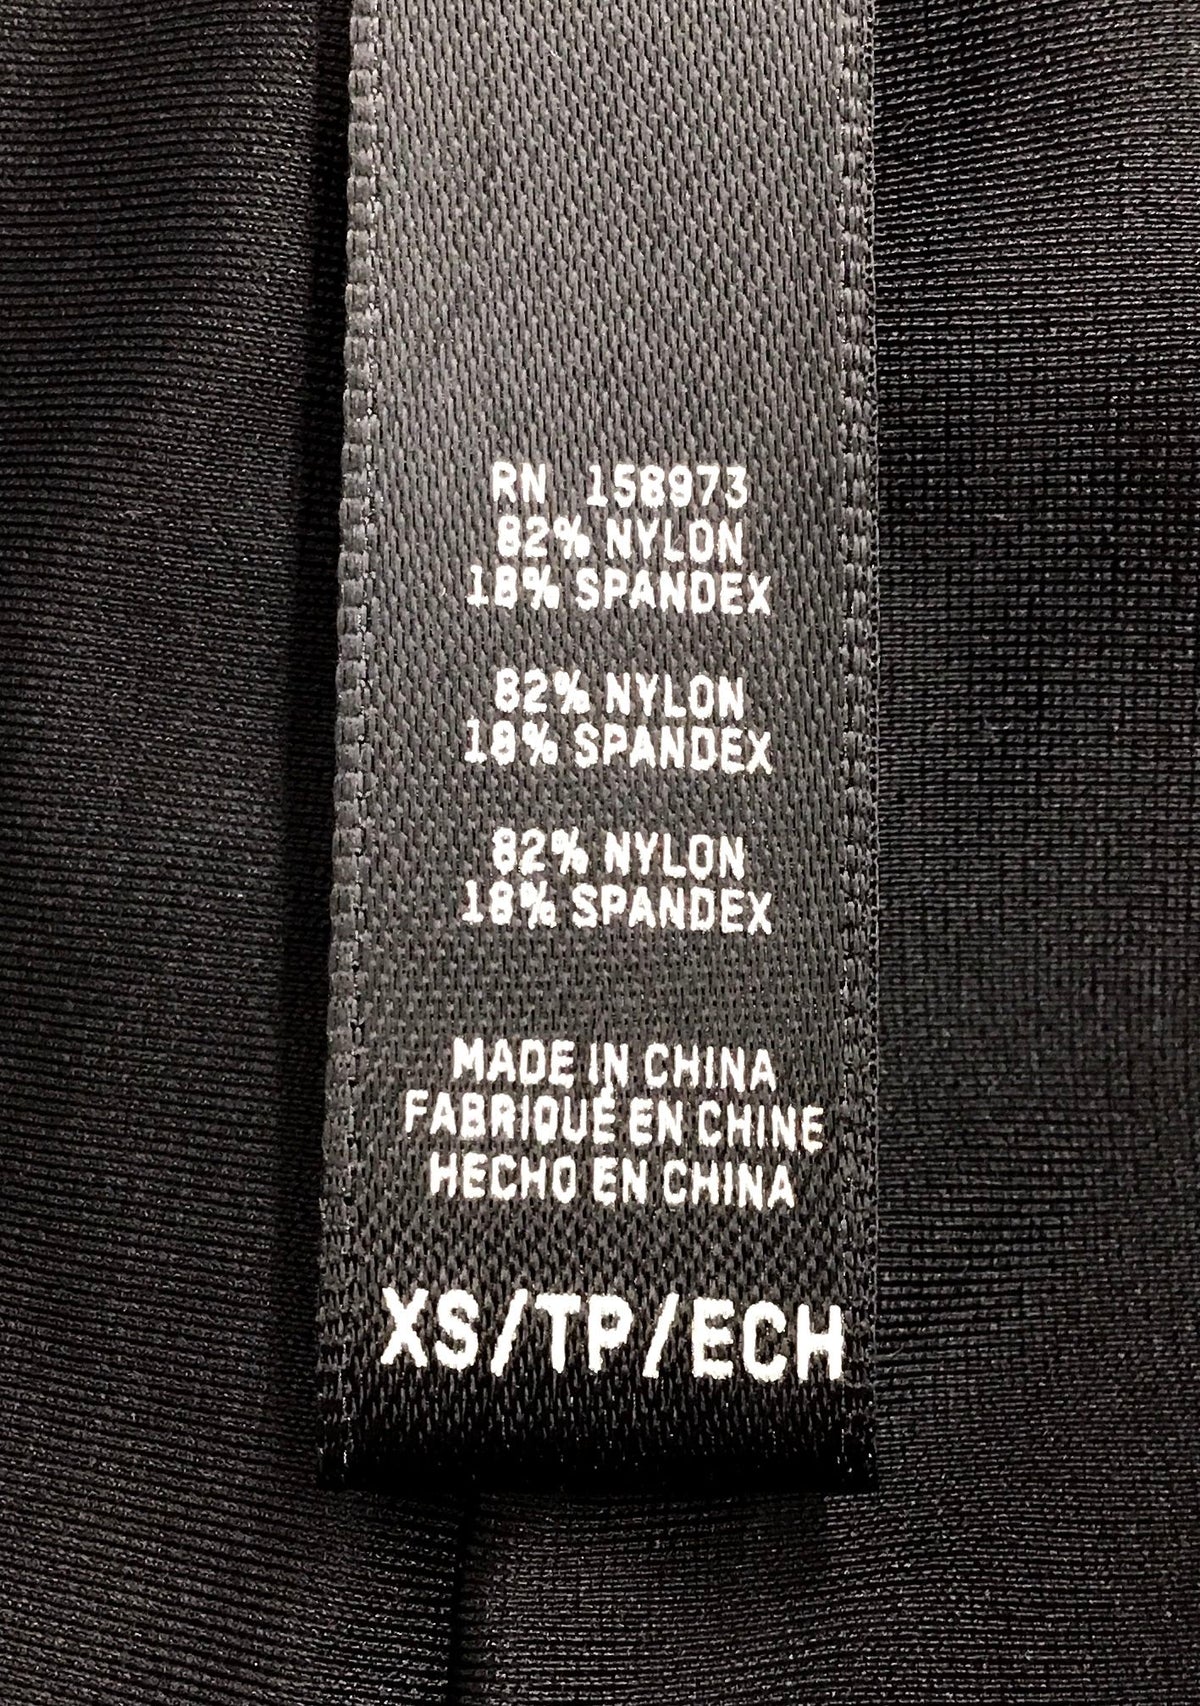 RN 158973
82% NYLON
18% SPANDEX
82% NYLON
18% SPANDEX
82% NYLON
18% SPANDEX
MADE IN CHINA
FABRIQUÉ EN CHINE
HECHO EN CHINA
XS/TP/ECH